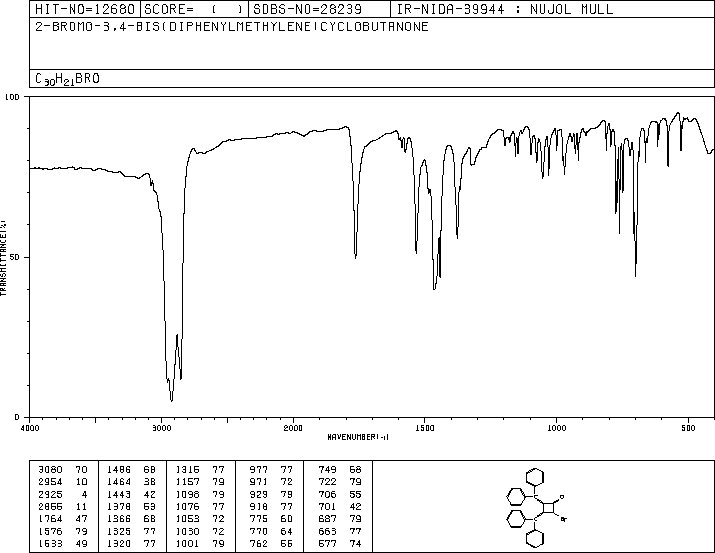 HIT-NO=12680 SCORE= ( ) SDBS-NO=28239 IR-NIDA-39944 : NUJOL MULL
2-BROMO-3,4-BIS(DIPHENYLMETHYLENE)CYCLOBUTANONE
C30H21BRO
100
50
0
TRANSMITTANCE(%)
4000 3000 2000 1500 1000 500
WAVENUMBER(-1)
3080 70 1486 68 1315 77 977 77 749 58
2954 10 1464 38 1157 79 971 72 722 79
2925 4 1443 42 1098 79 929 79 706 55
2855 11 1378 53 1076 77 918 77 701 42
1764 47 1366 68 1053 72 775 60 687 79
1576 79 1325 77 1030 72 770 64 663 77
1533 49 1320 77 1001 79 762 55 577 74
O
Br